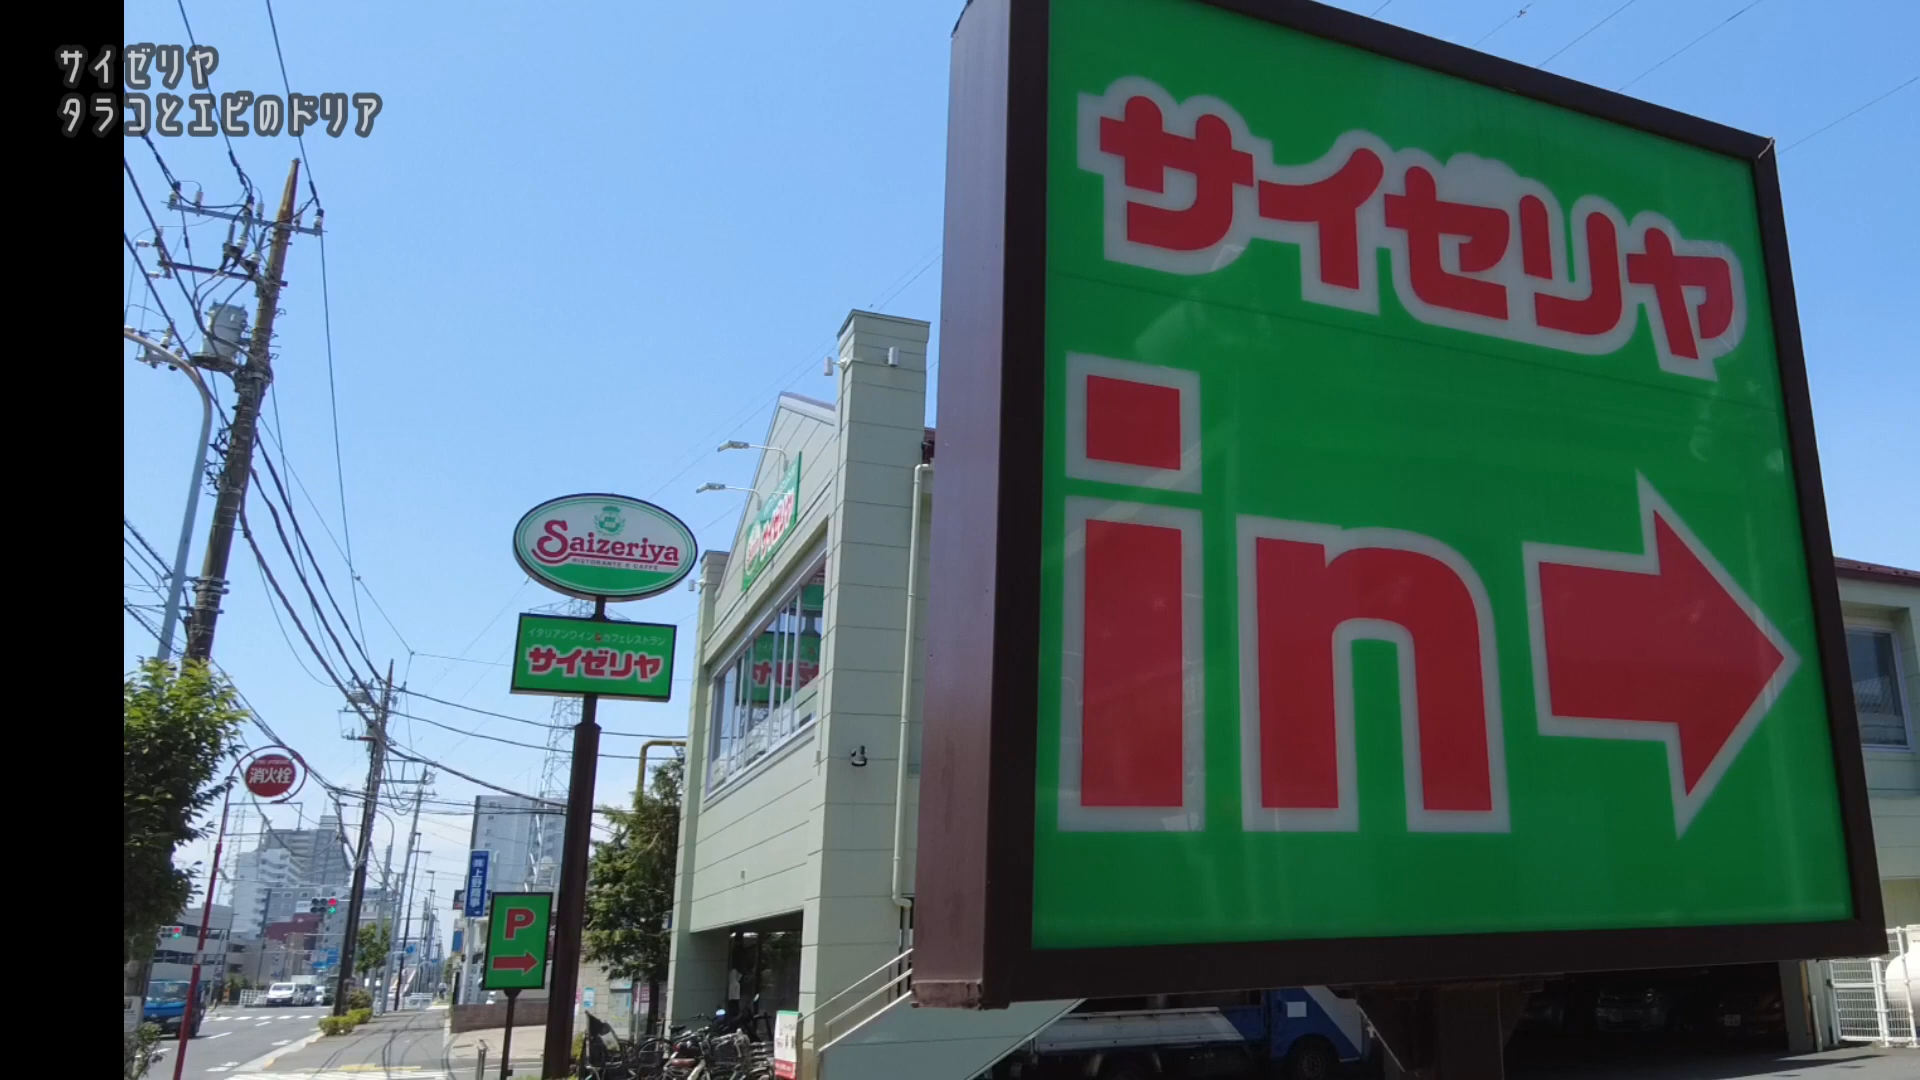 サイゼリヤ
タラコとエビのドリア
サイゼリヤ
in
Saizeriya
RISTORANTE E CAFFE
イタリアンワイン&カフェレストラン
サイゼリヤ
サイゼリヤ
消火栓
P